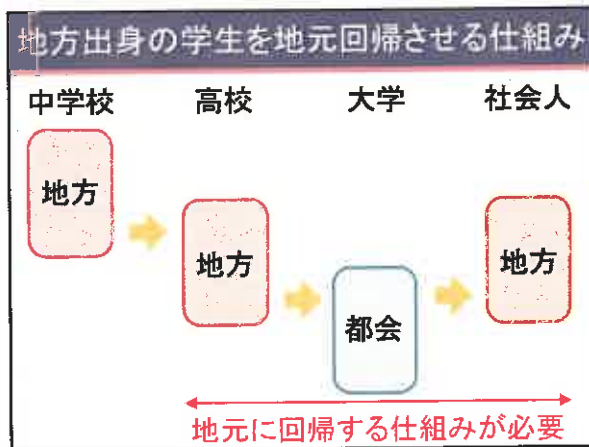 地方出身の学生を地元回帰させる仕組み
中学校 高校 大学 社会人
地方
地方
都会
地方
地元に回帰する仕組みが必要